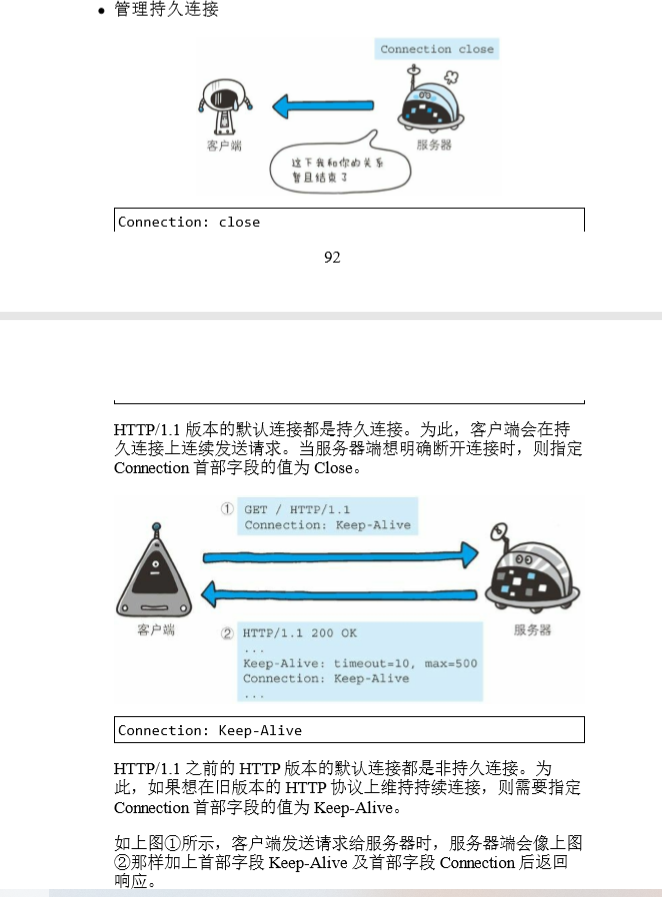 • 管理持久连接
Connection close
客户端
服务器
这下我和你的关系
暂且结束了
Connection: close
92
HTTP/1.1 版本的默认连接都是持久连接。为此，客户端会在持
久连接上连续发送请求。当服务器端想明确断开连接时，则指定
Connection 首部字段的值为 Close。
① GET / HTTP/1.1
Connection: Keep-Alive
客户端
服务器
② HTTP/1.1 200 OK
...
Keep-Alive: timeout=10, max=500
Connection: Keep-Alive
...
Connection: Keep-Alive
HTTP/1.1 之前的 HTTP 版本的默认连接都是非持久连接。为
此，如果想在旧版本的 HTTP 协议上维持持续连接，则需要指定
Connection 首部字段的值为 Keep-Alive。
如上图①所示，客户端发送请求给服务器时，服务器端会像上图
②那样加上首部字段 Keep-Alive 及首部字段 Connection 后返回
响应。